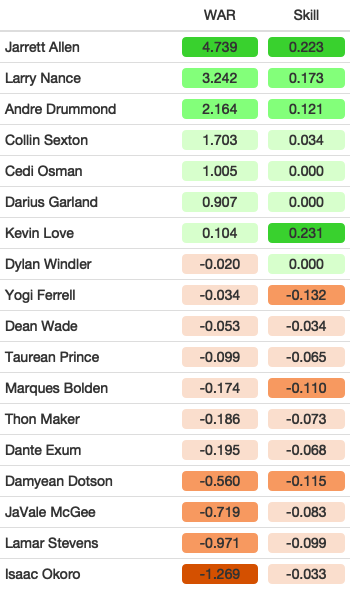 WAR Skill
Jarrett Allen 4.739 0.223
Larry Nance 3.242 0.173
Andre Drummond 2.164 0.121
Collin Sexton 1.703 0.034
Cedi Osman 1.005 0.000
Darius Garland 0.907 0.000
Kevin Love 0.104 0.231
Dylan Windler -0.020 0.000
Yogi Ferrell -0.034 -0.132
Dean Wade -0.053 -0.034
Taurean Prince -0.099 -0.065
Marques Bolden -0.174 -0.110
Thon Maker -0.186 -0.073
Dante Exum -0.195 -0.068
Damyean Dotson -0.560 -0.115
JaVale McGee -0.719 -0.083
Lamar Stevens -0.971 -0.099
Isaac Okoro -1.269 -0.033